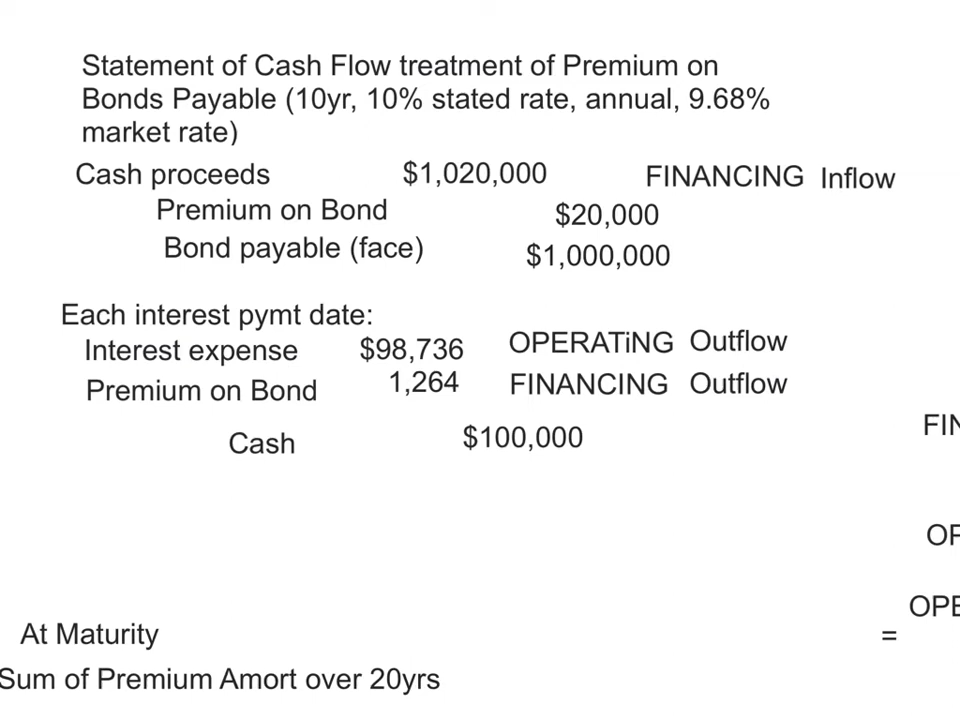 Statement of Cash Flow treatment of Premium on
Bonds Payable (10yr, 10% stated rate, annual, 9.68%
market rate)
Cash proceeds $1,020,000 FINANCING Inflow
Premium on Bond $20,000
Bond payable (face) $1,000,000
Each interest pymt date:
Interest expense $98,736 OPERATiNG Outflow
Premium on Bond 1,264 FINANCING Outflow
FIN
Cash $100,000
OP
OPE
At Maturity =
Sum of Premium Amort over 20yrs